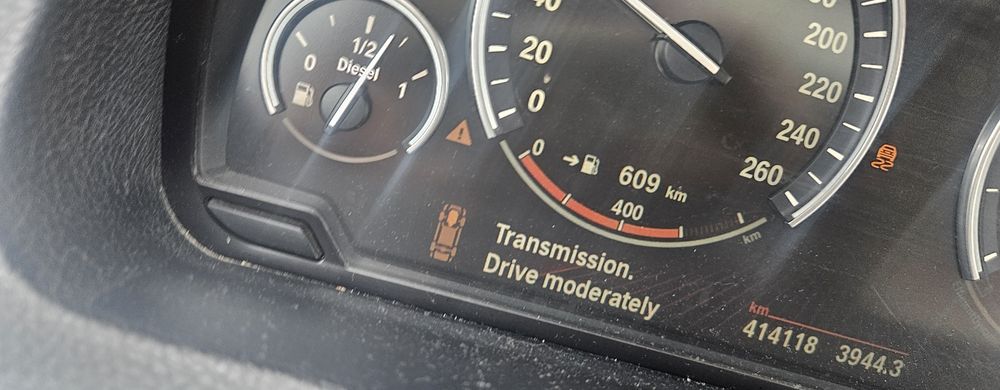 1/2
0
Diesel
1
40
20
0
200
220
240
260
0
609 km
400
km
Transmission.
Drive moderately
km
414118 3944.3